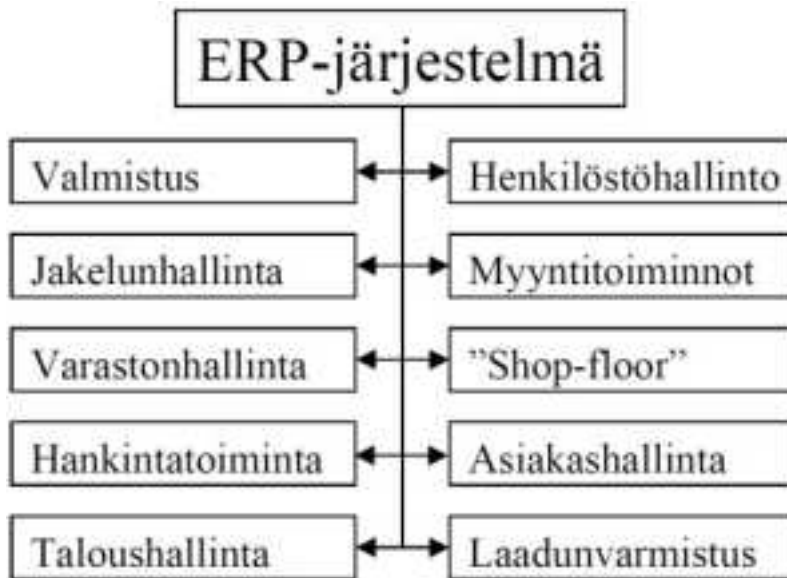 ERP-järjestelmä
Valmistus
Henkilöstöhallinto
Jakelunhallinta
Myyntitoiminnot
Varastonhallinta
”Shop-floor”
Hankintatoiminta
Asiakashallinta
Taloushallinta
Laadunvarmistus